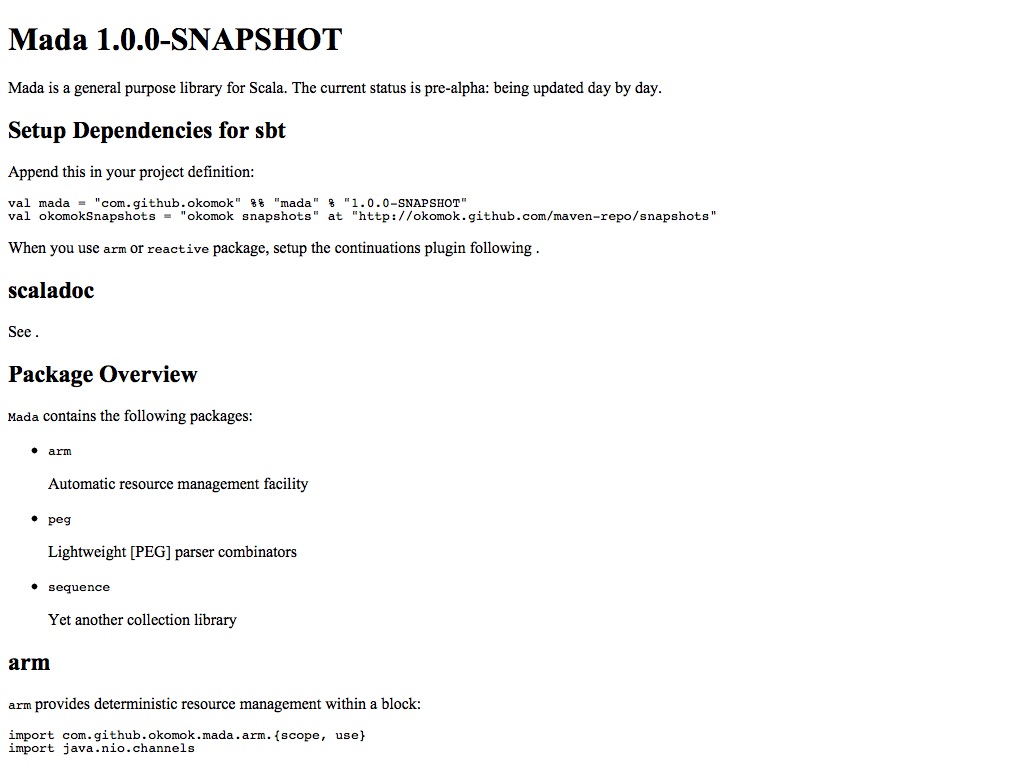 Mada 1.0.0-SNAPSHOT
Mada is a general purpose library for Scala. The current status is pre-alpha: being updated day by day.
Setup Dependencies for sbt
Append this in your project definition:
val mada = "com.github.okomok" %% "mada" % "1.0.0-SNAPSHOT"
val okomokSnapshots = "okomok snapshots" at "http://okomok.github.com/maven-repo/snapshots"
When you use arm or reactive package, setup the continuations plugin following .
scaladoc
See .
Package Overview
Mada contains the following packages:
• arm
Automatic resource management facility
• peg
Lightweight [PEG] parser combinators
• sequence
Yet another collection library
arm
arm provides deterministic resource management within a block:
import com.github.okomok.mada.arm.{scope, use}
import java.nio.channels